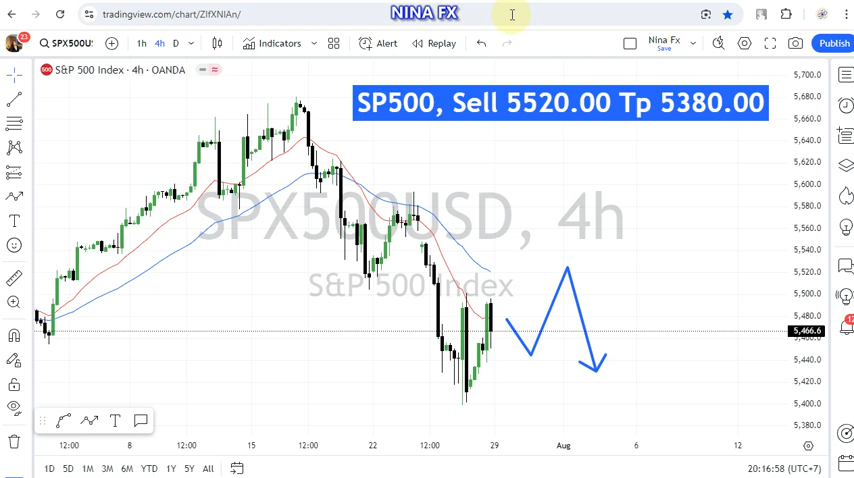 NINA FX
tradingview.com/chart/ZIfXNIAn/
23
SPX500U
1h 4h D
Indicators
Alert
Replay
Nina Fx
Save
Publish
S&P 500 Index · 4h · OANDA
SP500, Sell 5520.00 Tp 5380.00
SPX500USD, 4h
S&P 500 Index
5,700.0
5,680.0
5,660.0
5,640.0
5,620.0
5,600.0
5,580.0
5,560.0
5,540.0
5,520.0
5,500.0
5,480.0
5,466.6
5,460.0
5,440.0
5,420.0
5,400.0
5,380.0
12:00 8 12:00 15 12:00 22 12:00 29 Aug 6 12
1D 5D 1M 3M 6M YTD 1Y 5Y All
20:16:58 (UTC+7)